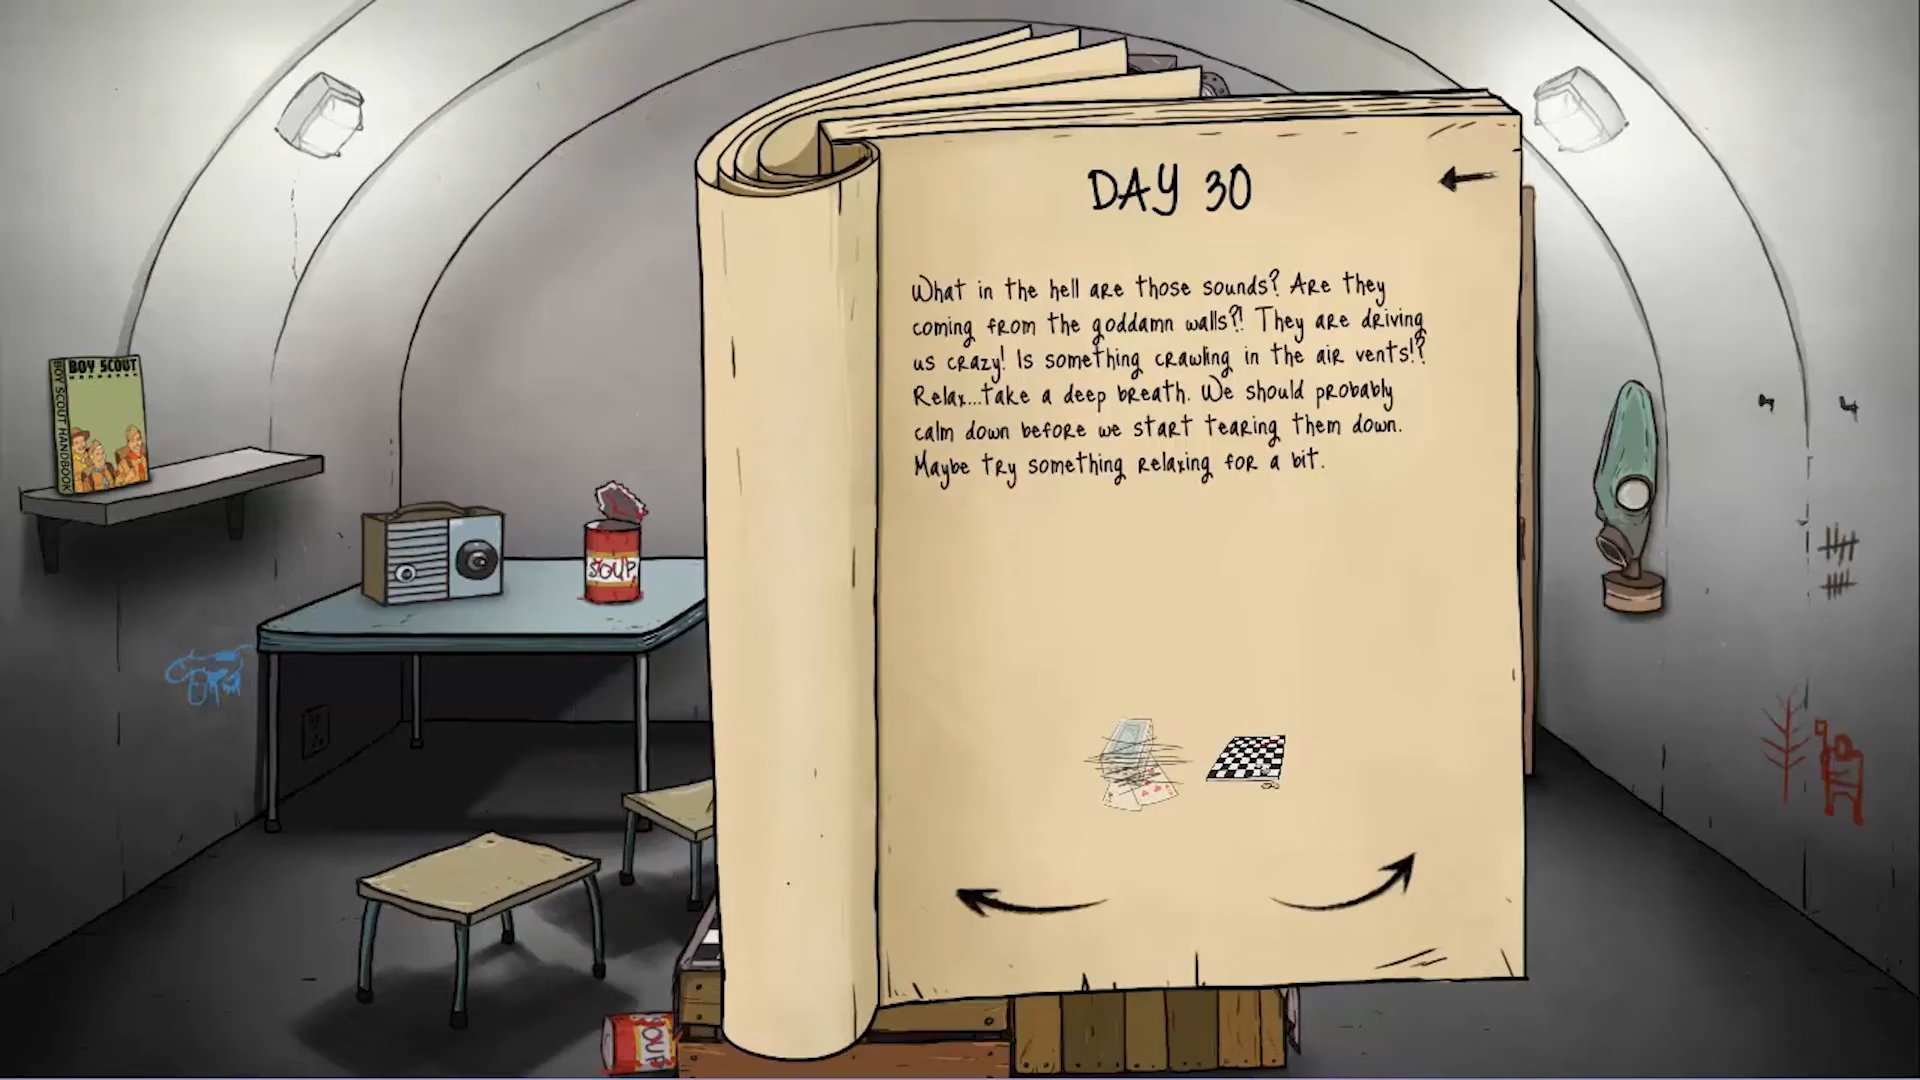 DAY 30
What in the hell are those sounds? Are they
coming from the goddamn walls?! They are driving
us crazy! Is something crawling in the air vents!?
Relax...take a deep breath. We should probably
calm down before we start tearing them down.
Maybe try something relaxing for a bit.
BOY SCOUT
BOY SCOUT HANDBOOK
SOUP
SOUP